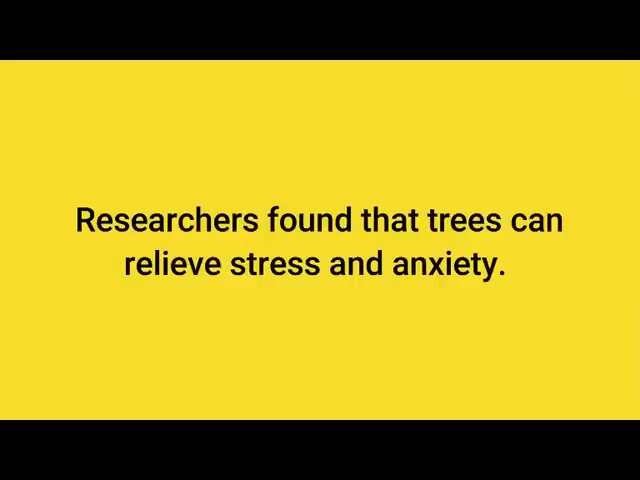 Researchers found that trees can
relieve stress and anxiety.